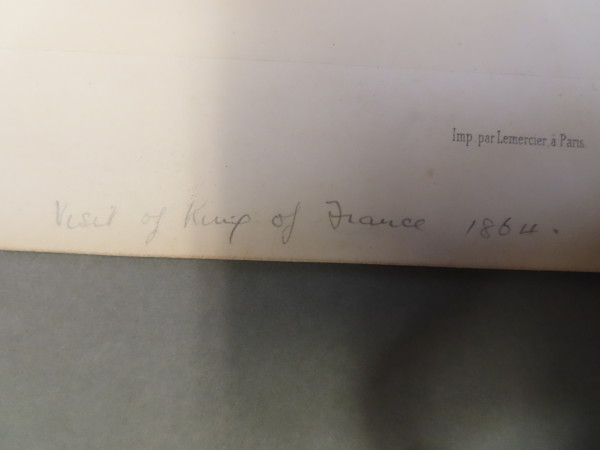 Imp. par Lemercier, à Paris
Visit of King of France 1864.